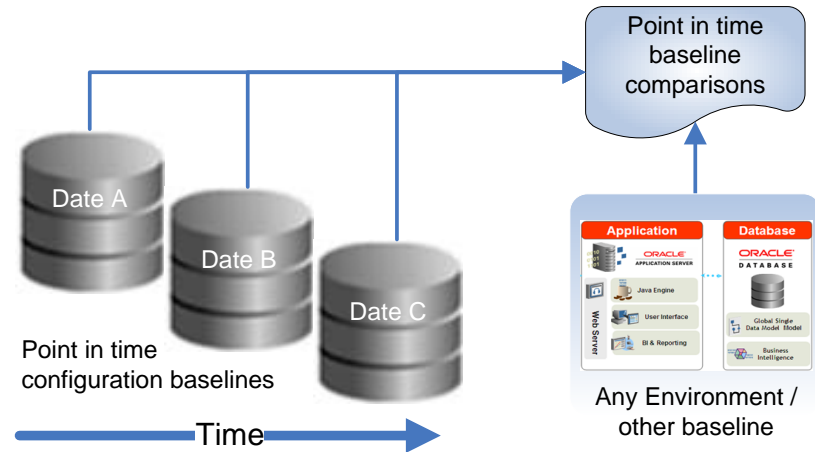 Point in time
baseline
comparisons
Date A
Date B
Date C
Point in time
configuration baselines
Time
Application
ORACLE
APPLICATION SERVER
Web Server
Java Engine
User Interface
BI & Reporting
Database
ORACLE
DATABASE
Global Single
Data Model Model
Business
Intelligence
Any Environment /
other baseline